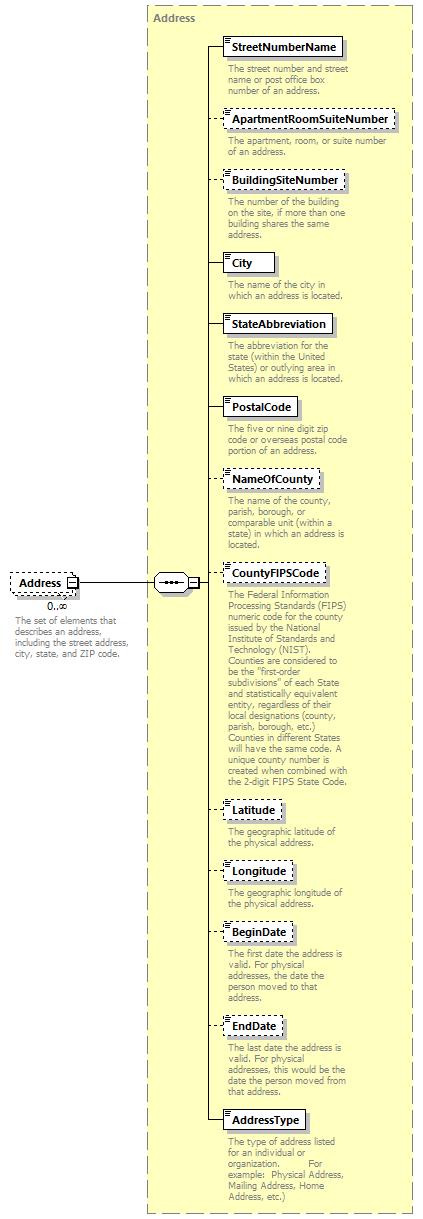 Address
StreetNumberName
The street number and street
name or post office box
number of an address.
ApartmentRoomSuiteNumber
The apartment, room, or suite number
of an address.
BuildingSiteNumber
The number of the building
on the site, if more than one
building shares the same
address.
City
The name of the city in
which an address is located.
StateAbbreviation
The abbreviation for the
state (within the United
States) or outlying area in
which an address is located.
PostalCode
The five or nine digit zip
code or overseas postal code
portion of an address.
NameOfCounty
The name of the county,
parish, borough, or
comparable unit (within a
state) in which an address is
located.
Address
0..∞
The set of elements that
describes an address,
including the street address,
city, state, and ZIP code.
CountyFIPSCode
The Federal Information
Processing Standards (FIPS)
numeric code for the county
issued by the National
Institute of Standards and
Technology (NIST).
Counties are considered to
be the "first-order
subdivisions" of each State
and statistically equivalent
entity, regardless of their
local designations (county,
parish, borough, etc.)
Counties in different States
will have the same code. A
unique county number is
created when combined with
the 2-digit FIPS State Code.
Latitude
The geographic latitude of
the physical address.
Longitude
The geographic longitude of
the physical address.
BeginDate
The first date the address is
valid. For physical
addresses, the date the
person moved to that
address.
EndDate
The last date the address is
valid. For physical
addresses, this would be the
date the person moved from
that address.
AddressType
The type of address listed
for an individual or
organization. For
example: Physical Address,
Mailing Address, Home
Address, etc.)